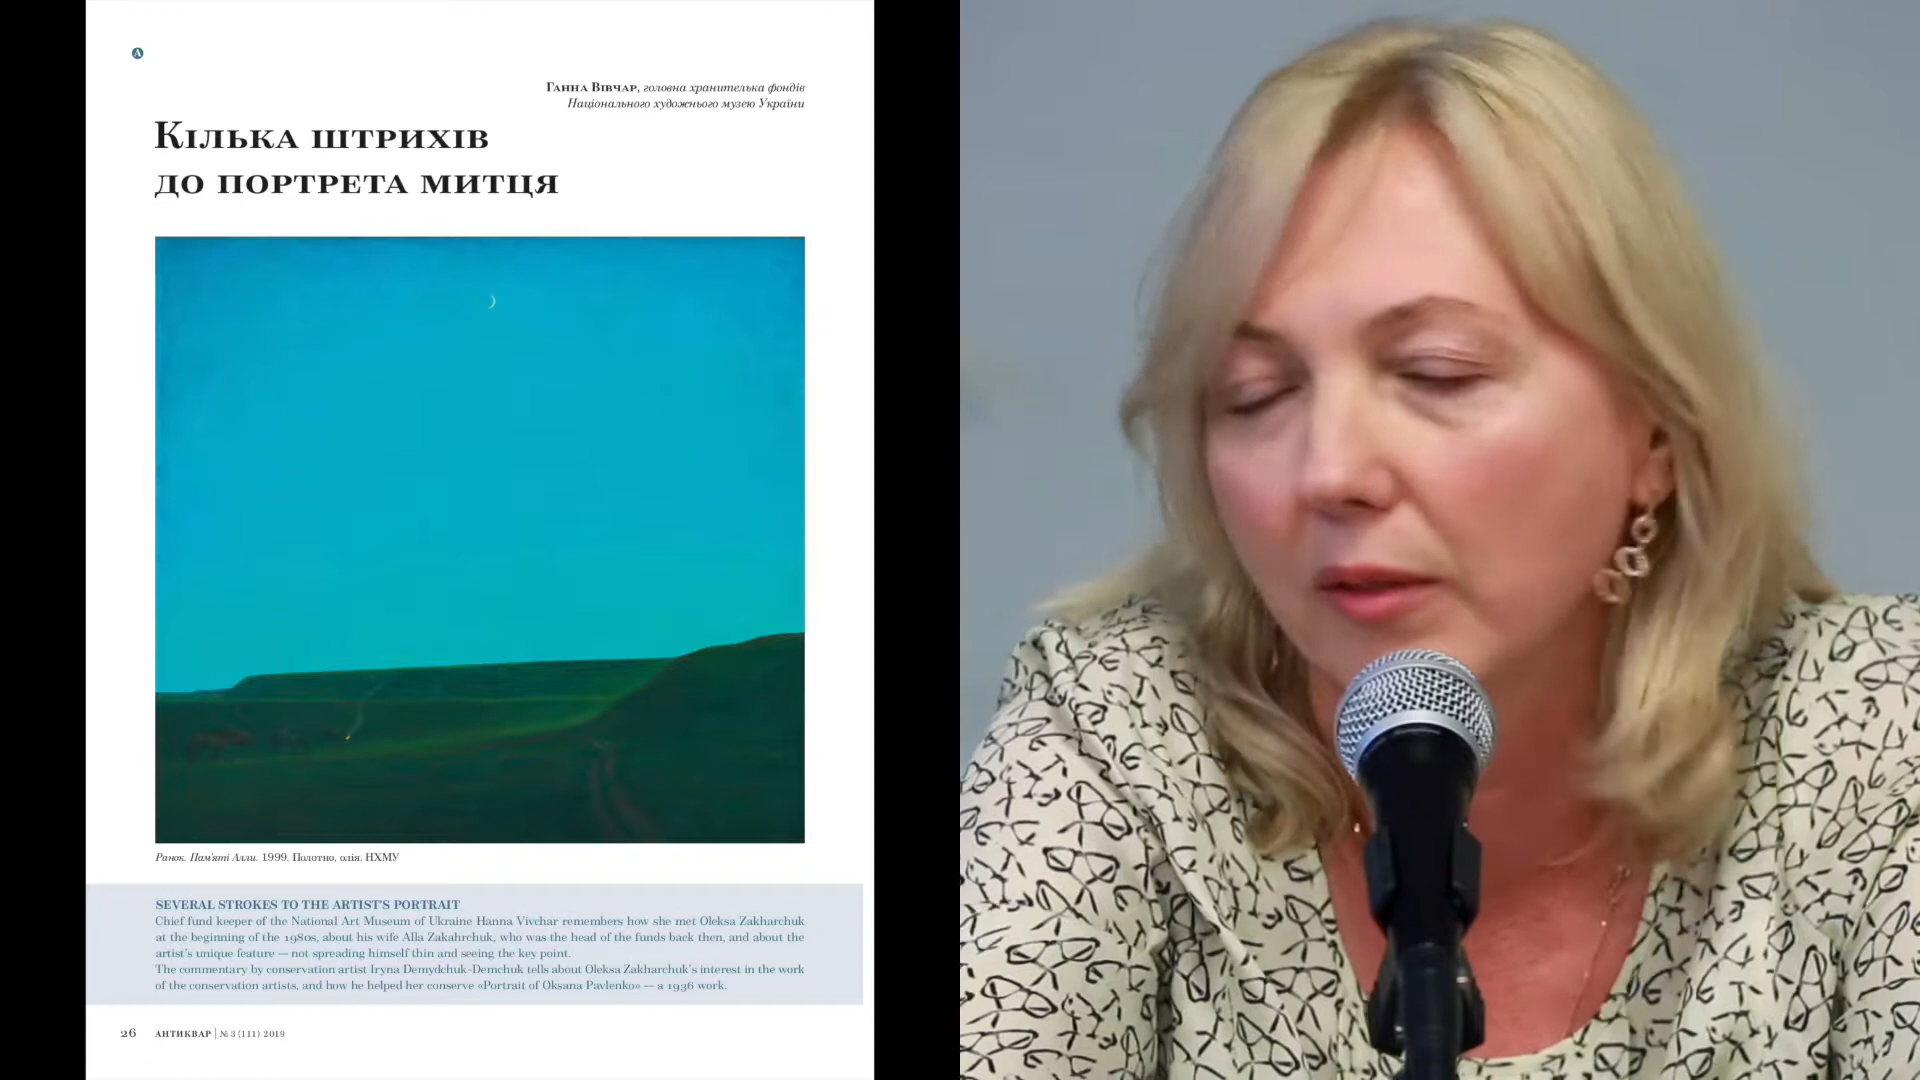 А
Ганна Вівчар, головна хранителька фондів
Національного художнього музею України
Кілька штрихів
до портрета митця
Ранок. Пам'яті Алли. 1999. Полотно, олія. НХМУ
SEVERAL STROKES TO THE ARTIST'S PORTRAIT
Chief fund keeper of the National Art Museum of Ukraine Hanna Vivchar remembers how she met Oleksa Zakharchuk
at the beginning of the 1980s, about his wife Alla Zakahrchuk, who was the head of the funds back then, and about the
artist's unique feature — not spreading himself thin and seeing the key point.
The commentary by conservation artist Iryna Demydchuk-Demchuk tells about Oleksa Zakharchuk's interest in the work
of the conservation artists, and how he helped her conserve «Portrait of Oksana Pavlenko» — a 1936 work.
26 АНТИКВАР | № 3 (111) 2019